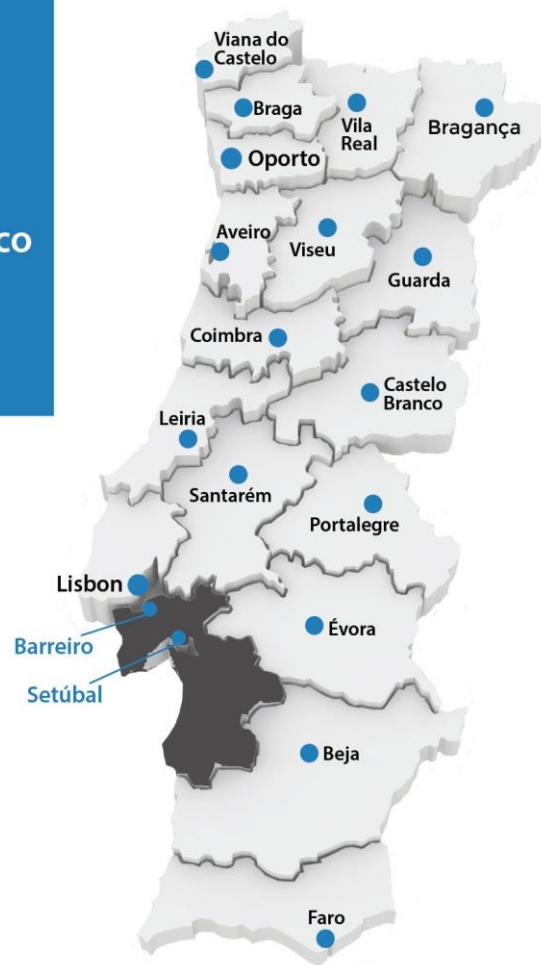 Viana do
Castelo
Braga
Vila
Real
Bragança
Oporto
co
Aveiro
Viseu
Guarda
Coimbra
Castelo
Branco
Leiria
Santarém
Portalegre
Lisbon
Barreiro
Évora
Setúbal
Beja
Faro